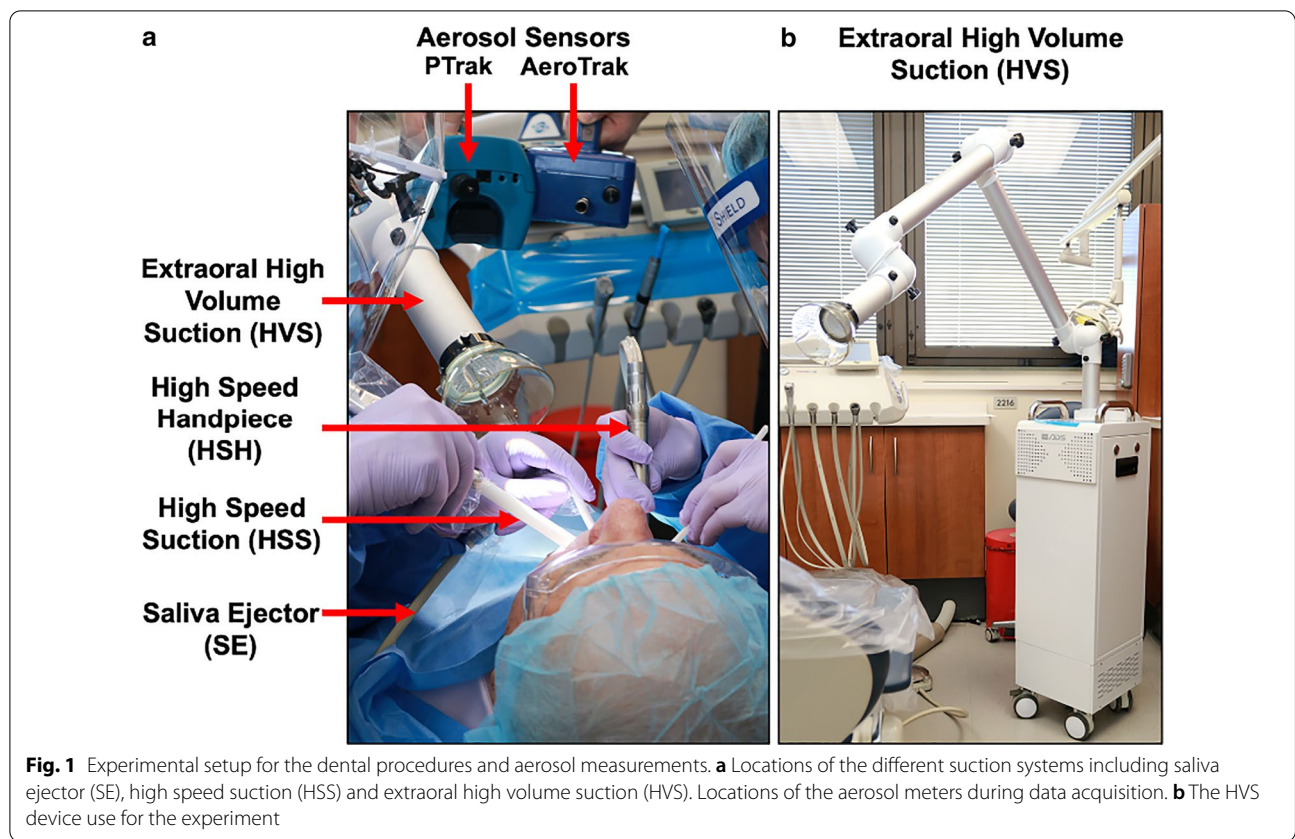 a
Aerosol Sensors
PTrak AeroTrak
Extraoral High
Volume
Suction (HVS)
High Speed
Handpiece
(HSH)
High Speed
Suction (HSS)
Saliva Ejector
(SE)
SHIELD
b
Extraoral High Volume
Suction (HVS)
2216
ADS
Fig. 1 Experimental setup for the dental procedures and aerosol measurements. a Locations of the different suction systems including saliva
ejector (SE), high speed suction (HSS) and extraoral high volume suction (HVS). Locations of the aerosol meters during data acquisition. b The HVS
device use for the experiment